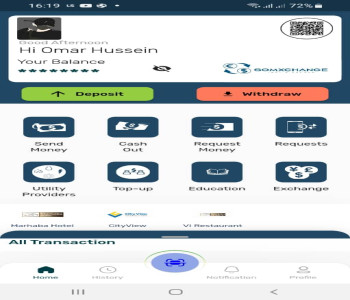 16:19
72%
Good Afternoon
Hi Omar Hussein
Your Balance
********
GOMXCHANGE
Deposit
Withdraw
Send Money
Cash Out
Request Money
Requests
Utility Providers
Top-up
Education
Exchange
Marhaba Hotel
CityView
VI Restaurant
All Transaction
Home
History
Notification
Profile